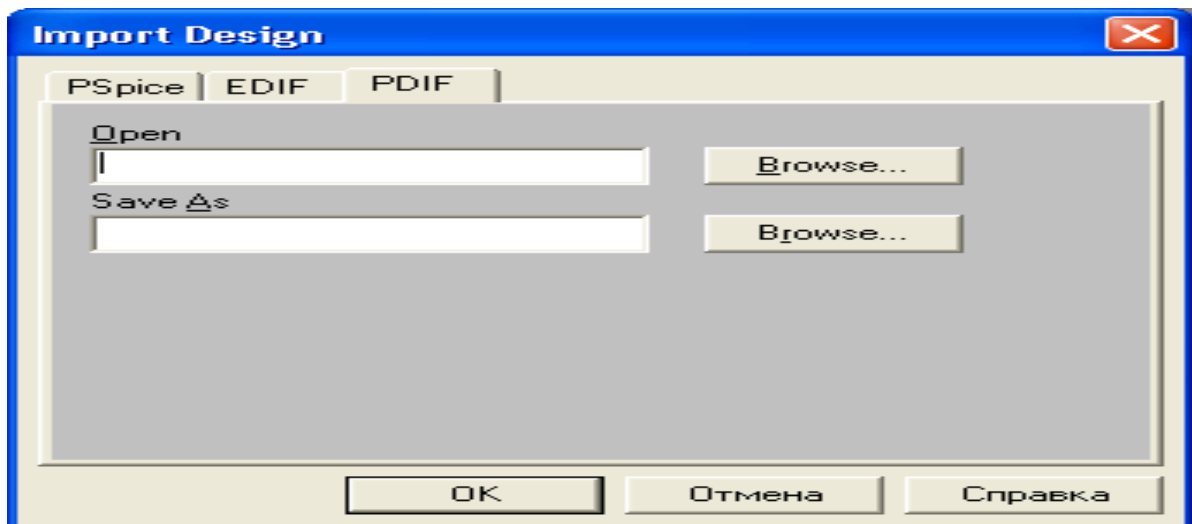 Import Design
PSpice EDIF PDIF
Open
Browse...
Save As
Browse...
OK Отмена Справка